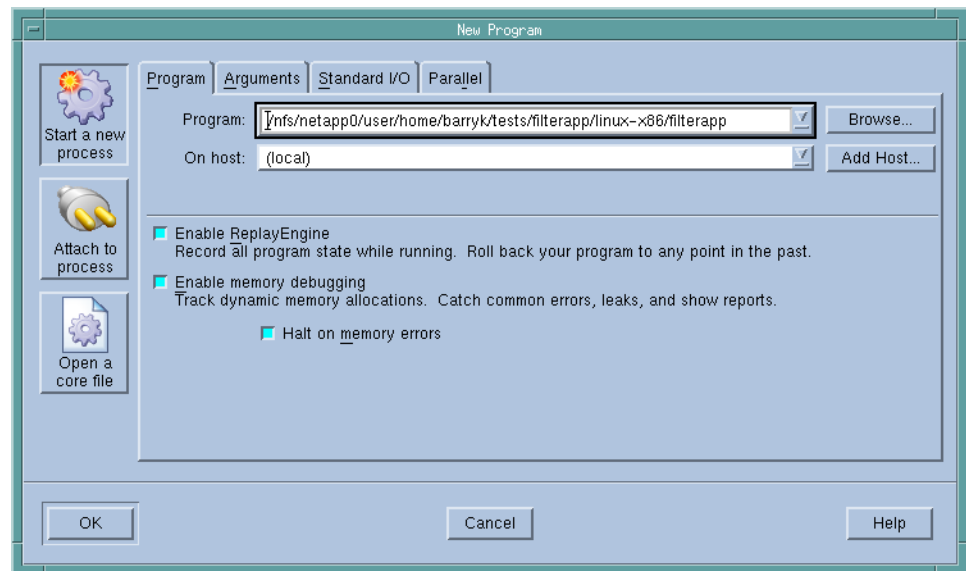 New Program
Start a new
process
Attach to
process
Open a
core file
Program Arguments Standard I/O Parallel
Program: /nfs/netapp0/user/home/barryk/tests/filterapp/linux-x86/filterapp Browse...
On host: (local) Add Host...
Enable ReplayEngine
Record all program state while running. Roll back your program to any point in the past.
Enable memory debugging
Track dynamic memory allocations. Catch common errors, leaks, and show reports.
Halt on memory errors
OK Cancel Help